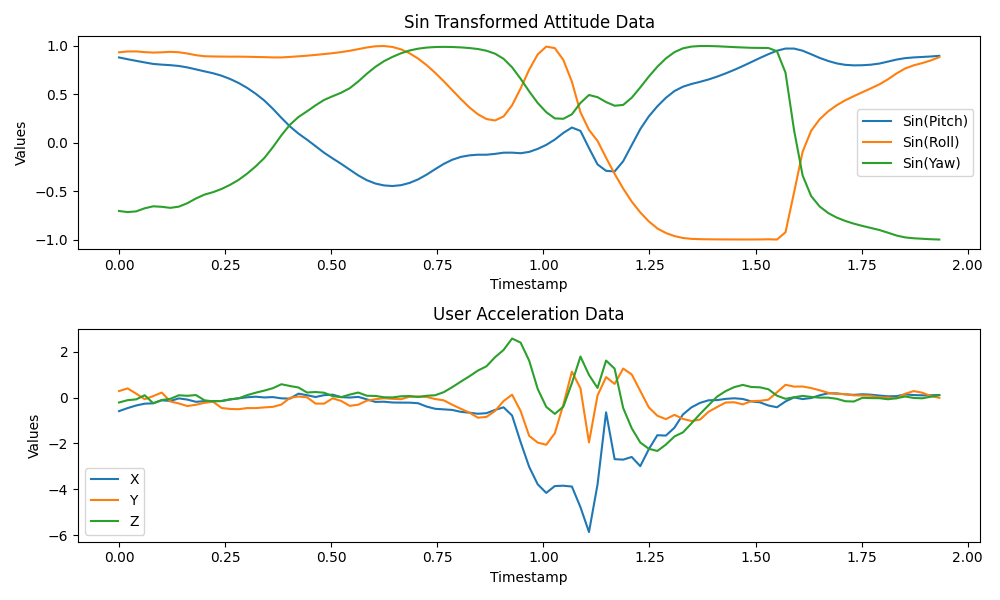 Sin Transformed Attitude Data
1.0
0.5
0.0
−0.5
−1.0
Values
Sin(Pitch)
Sin(Roll)
Sin(Yaw)
0.00 0.25 0.50 0.75 1.00 1.25 1.50 1.75 2.00
Timestamp
User Acceleration Data
2
0
−2
−4
−6
Values
X
Y
Z
0.00 0.25 0.50 0.75 1.00 1.25 1.50 1.75 2.00
Timestamp